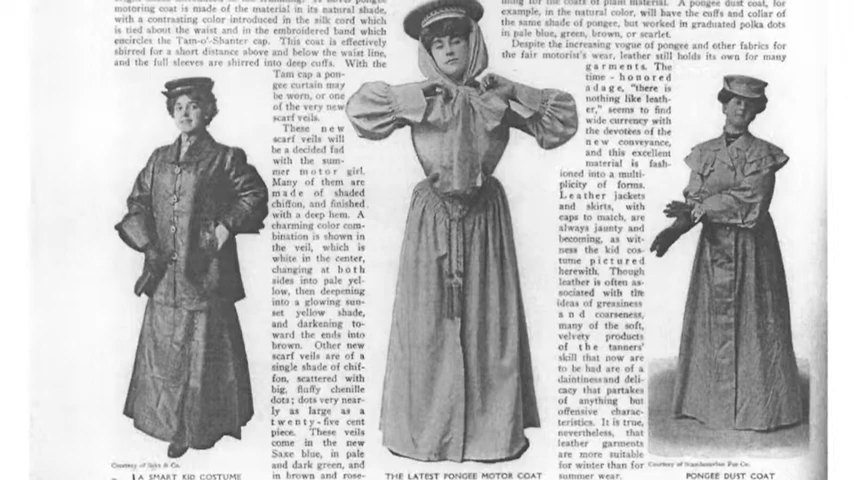 motoring coat is made of the material in its natural shade,
with a contrasting color introduced in the silk cord which
is tied about the waist and in the embroidered band which
encircles the Tam-o'-Shanter cap. This coat is effectively
shirred for a short distance above and below the waist line,
and the full sleeves are shirred into deep cuffs. With the
Tam cap a pon-
gee curtain may
be worn, or one
of the very new
scarf veils.
These new
scarf veils will
be a decided fad
with the sum-
mer motor girl.
Many of them are
made of shaded
chiffon, and finished
with a deep hem. A
charming color com-
bination is shown in
the veil, which is
white in the center,
changing at both
sides into pale yel-
low, then deepening
into a glowing sun-
set yellow shade,
and darkening to-
ward the ends into
brown. Other new
scarf veils are of a
single shade of chif-
fon, scattered with
big, fluffy chenille
dots; dots very near-
ly as large as a
twenty-five cent
piece. These veils
come in the new
Saxe blue, in pale
and dark green, and
in brown and rose-
ming for the coats of plain material. A pongee dust coat, for
example, in the natural color, will have the cuffs and collar of
the same shade of pongee, but worked in graduated polka dots
in pale blue, green, brown, or scarlet.
Despite the increasing vogue of pongee and other fabrics for
the fair motorist's wear, leather still holds its own for many
garments. The
time-honored
adage, "there is
nothing like leath-
er," seems to find
wide currency with
the devotees of the
new conveyance,
and this excellent
material is fash-
ioned into a multi-
plicity of forms.
Leather jackets
and skirts, with
caps to match, are
always jaunty and
becoming, as wit-
ness the kid cos-
tume pictured
herewith. Though
leather is often as-
sociated with the
ideas of greasiness
and coarseness,
many of the soft,
velvety products
of the tanners'
skill that now are
to be had are of a
daintiness and deli-
cacy that partakes
of anything but
offensive charac-
teristics. It is true,
nevertheless, that
leather garments
are more suitable
for winter than for
summer wear.
Courtesy of Saks & Co.
A SMART KID COSTUME
THE LATEST PONGEE MOTOR COAT
Courtesy of Fur Co.
PONGEE DUST COAT